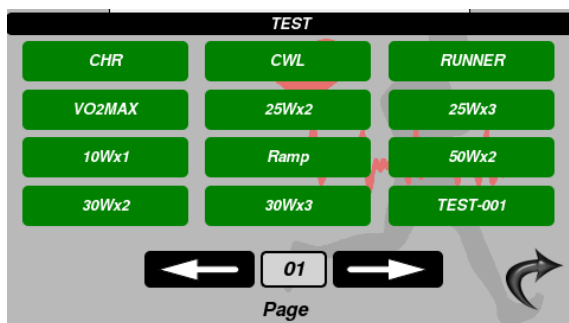 TEST
CHR CWL RUNNER
VO2MAX 25Wx2 25Wx3
10Wx1 Ramp 50Wx2
30Wx2 30Wx3 TEST-001
01
Page